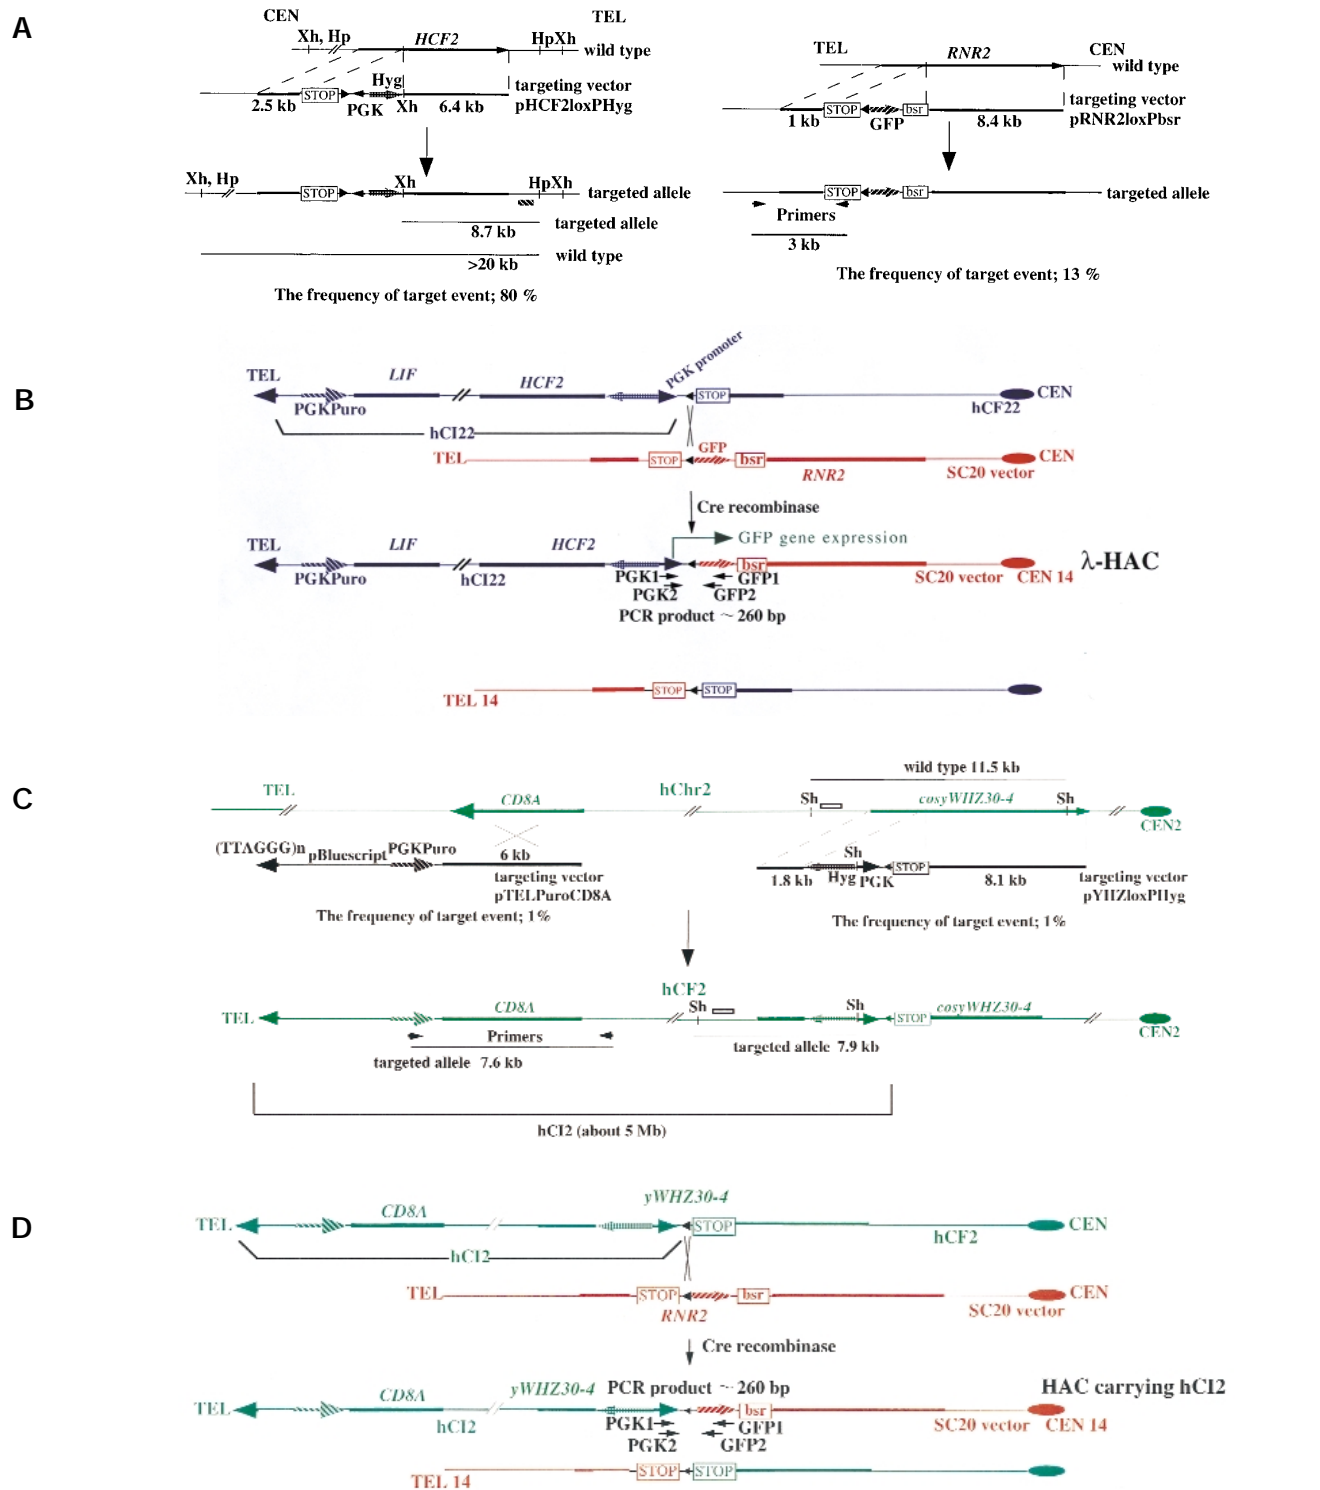 A
CEN
TEL
Xh, Hp
HCF2
HpXh
wild type
Hyg
STOP
2.5 kb
PGK
Xh
6.4 kb
targeting vector
pHCF2loxPHyg
Xh, Hp
STOP
Xh
HpXh
targeted allele
8.7 kb
targeted allele
>20 kb
wild type
The frequency of target event; 80 %
TEL
RNR2
CEN
wild type
1 kb
STOP
GFP
bsr
8.4 kb
targeting vector
pRNR2loxPbsr
STOP
bsr
targeted allele
Primers
3 kb
The frequency of target event; 13 %
B
TEL
LIF
HCF2
PGK promoter
STOP
CEN
PGKPuro
hCF22
hCI22
TEL
STOP
GFP
bsr
RNR2
CEN
SC20 vector
Cre recombinase
GFP gene expression
TEL
LIF
HCF2
bsr
λ-HAC
PGKPuro
hCI22
PGK1
GFP1
SC20 vector
CEN 14
PGK2
GFP2
PCR product ~ 260 bp
STOP
STOP
TEL 14
C
wild type 11.5 kb
TEL
CD8A
hChr2
Sh
cosyWHZ30-4
Sh
CEN2
(TTAGGG)n
pBluescript
PGKPuro
6 kb
targeting vector
pTELPuroCD8A
The frequency of target event; 1%
Sh
1.8 kb
Hyg
PGK
STOP
8.1 kb
targeting vector
pYHZloxPHyg
The frequency of target event; 1%
hCF2
TEL
CD8A
Sh
Sh
STOP
cosyWHZ30-4
CEN2
Primers
targeted allele 7.6 kb
targeted allele 7.9 kb
hCI2 (about 5 Mb)
D
yWHZ30-4
TEL
CD8A
STOP
CEN
hCI2
hCF2
TEL
STOP
bsr
CEN
RNR2
SC20 vector
Cre recombinase
yWHZ30-4
PCR product ~ 260 bp
HAC carrying hCI2
TEL
CD8A
bsr
hCI2
PGK1
GFP1
SC20 vector
CEN 14
PGK2
GFP2
TEL 14
STOP
STOP